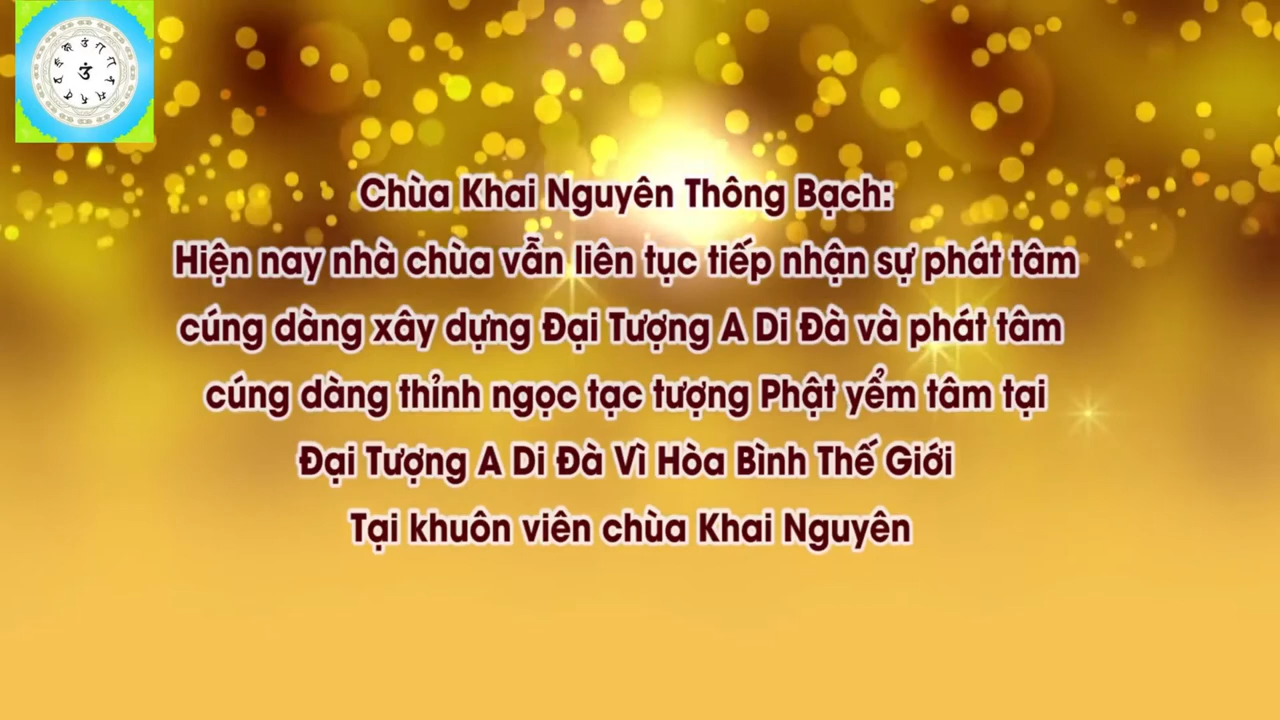 Chùa Khai Nguyên Thông Bạch:
Hiện nay nhà chùa vẫn liên tục tiếp nhận sự phát tâm
cúng dàng xây dựng Đại Tượng A Di Đà và phát tâm
cúng dàng thỉnh ngọc tạc tượng Phật yểm tâm tại
Đại Tượng A Di Đà Vì Hòa Bình Thế Giới
Tại khuôn viên chùa Khai Nguyên